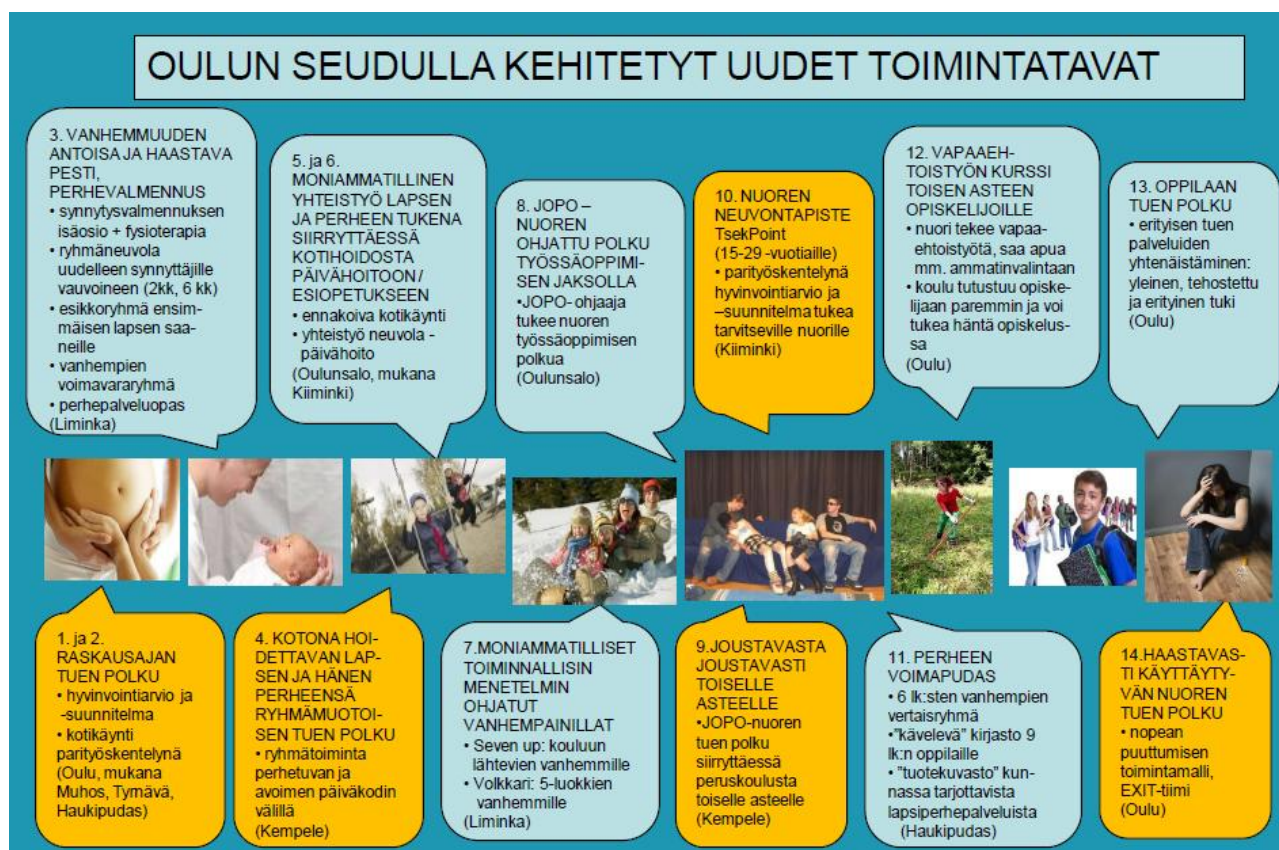 OULUN SEUDULLA KEHITETYT UUDET TOIMINTATAVAT
3. VANHEMMUUDEN
ANTOISA JA HAASTAVA
PESTI,
PERHEVALMENNUS
• synnytysvalmennuksen
isäosio + fysioterapia
• ryhmäneuvola
uudelleen synnyttäjille
vauvoineen (2kk, 6 kk)
• esikkoryhmä ensim-
mäisen lapsen saa-
neille
• vanhempien
voimavararyhmä
• perhepalveluopas
(Liminka)
5. ja 6.
MONIAMMATILLINEN
YHTEISTYÖ LAPSEN
JA PERHEEN TUKENA
SIIRRYTTÄESSÄ
KOTIHOIDOSTA
PÄIVÄHOITOON/
ESIOPETUKSEEN
• ennakoiva kotikäynti
• yhteistyö neuvola -
päivähoito
(Oulunsalo, mukana
Kiiminki)
8. JOPO –
NUOREN
OHJATTU POLKU
TYÖSSÄOPPIMI-
SEN JAKSOLLA
•JOPO- ohjaaja
tukee nuoren
työssäoppimisen
polkua
(Oulunsalo)
10. NUOREN
NEUVONTAPISTE
TsekPoint
(15-29 -vuotiaille)
• parityöskentelynä
hyvinvointiarvio ja
–suunnitelma tukea
tarvitseville nuorille
(Kiiminki)
12. VAPAAEH-
TOISTYÖN KURSSI
TOISEN ASTEEN
OPISKELIJOILLE
• nuori tekee vapaa-
ehtoistyötä, saa apua
mm. ammatinvalintaan
• koulu tutustuu opiske-
lijaan paremmin ja voi
tukea häntä opiskelus-
sa
(Oulu)
13. OPPILAAN
TUEN POLKU
• erityisen tuen
palveluiden
yhtenäistäminen:
yleinen, tehostettu
ja erityinen tuki
(Oulu)
1. ja 2.
RASKAUSAJAN
TUEN POLKU
• hyvinvointiarvio ja
-suunnitelma
• kotikäynti
parityöskentelynä
(Oulu, mukana
Muhos, Tyrnävä,
Haukipudas)
4. KOTONA HOI-
DETTAVAN LAP-
SEN JA HÄNEN
PERHEENSÄ
RYHMÄMUOTOI-
SEN TUEN POLKU
• ryhmätoiminta
perhetuvan ja
avoimen päiväkodin
välillä
(Kempele)
7.MONIAMMATILLISET
TOIMINNALLISIN
MENETELMIN
OHJATUT
VANHEMPAINILLAT
• Seven up: kouluun
lähtevien vanhemmille
• Volkkari: 5-luokkien
vanhemmille
(Liminka)
9.JOUSTAVASTA
JOUSTAVASTI
TOISELLE
ASTEELLE
•JOPO-nuoren
tuen polku
siirryttäessä
peruskoulusta
toiselle asteelle
(Kempele)
11. PERHEEN
VOIMAPUDAS
• 6 lk:sten vanhempien
vertaisryhmä
•"kävelevä" kirjasto 9
lk:n oppilaille
• "tuotekuvasto" kun-
nassa tarjottavista
lapsiperhepalveluista
(Haukipudas)
14.HAASTAVAS-
TI KÄYTTÄYTY-
VÄN NUOREN
TUEN POLKU
• nopean
puuttumisen
toimintamalli,
EXIT-tiimi
(Oulu)